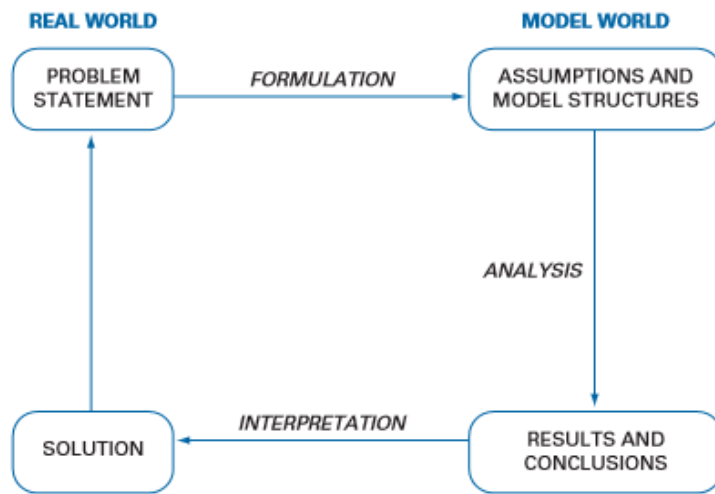 REAL WORLD
MODEL WORLD
PROBLEM
STATEMENT
FORMULATION
ASSUMPTIONS AND
MODEL STRUCTURES
ANALYSIS
SOLUTION
INTERPRETATION
RESULTS AND
CONCLUSIONS